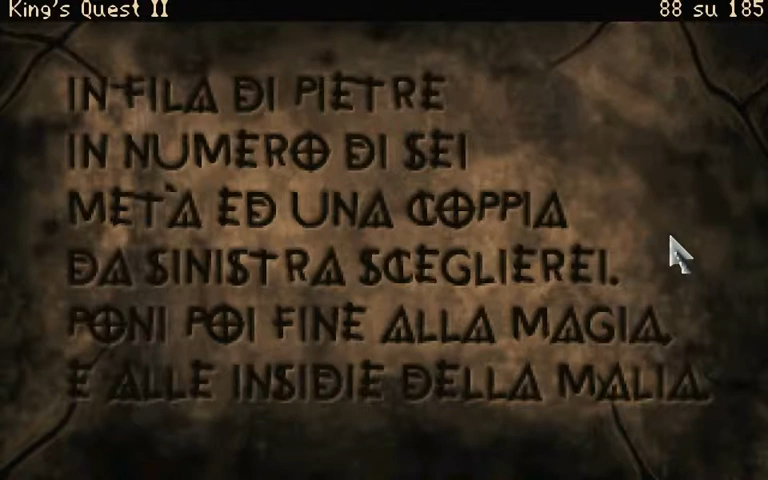 King's Quest II
88 su 185
IN FILA DI PIETRE
IN NUMERO DI SEI
META' ED UNA COPPIA
DA SINISTRA SCEGLIEREI.
PONI POI FINE ALLA MAGIA,
E ALLE INSIDIE DELLA MALIA.